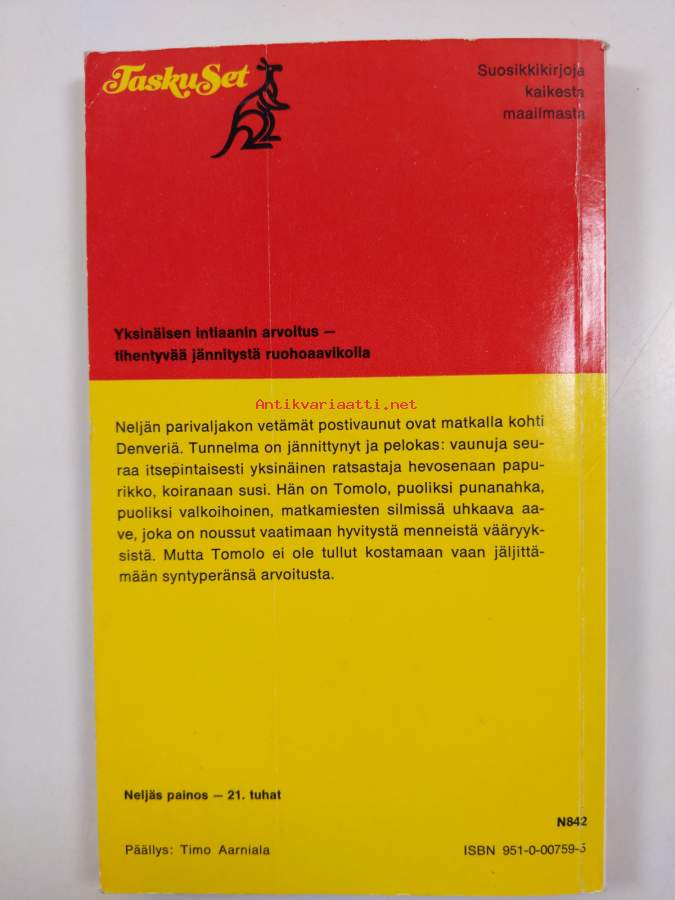 TaskuSet
Suosikkikirjoja
kaikesta
maailmasta
Yksinäisen intiaanin arvoitus —
tihentyvää jännitystä ruohoaavikolla
Antikvariaatti.net
Neljän parivaljakon vetämät postivaunut ovat matkalla kohti
Denveriä. Tunnelma on jännittynyt ja pelokas: vaunuja seu-
raa itsepintaisesti yksinäinen ratsastaja hevosenaan papu-
rikko, koiranaan susi. Hän on Tomolo, puoliksi punanahka,
puoliksi valkoihoinen, matkamiesten silmissä uhkaava aa-
ve, joka on noussut vaatimaan hyvitystä menneistä vääryyk-
sistä. Mutta Tomolo ei ole tullut kostamaan vaan jäljittä-
mään syntyperänsä arvoitusta.
Neljäs painos — 21. tuhat
N842
Päällys: Timo Aarniala
ISBN 951-0-00759-5